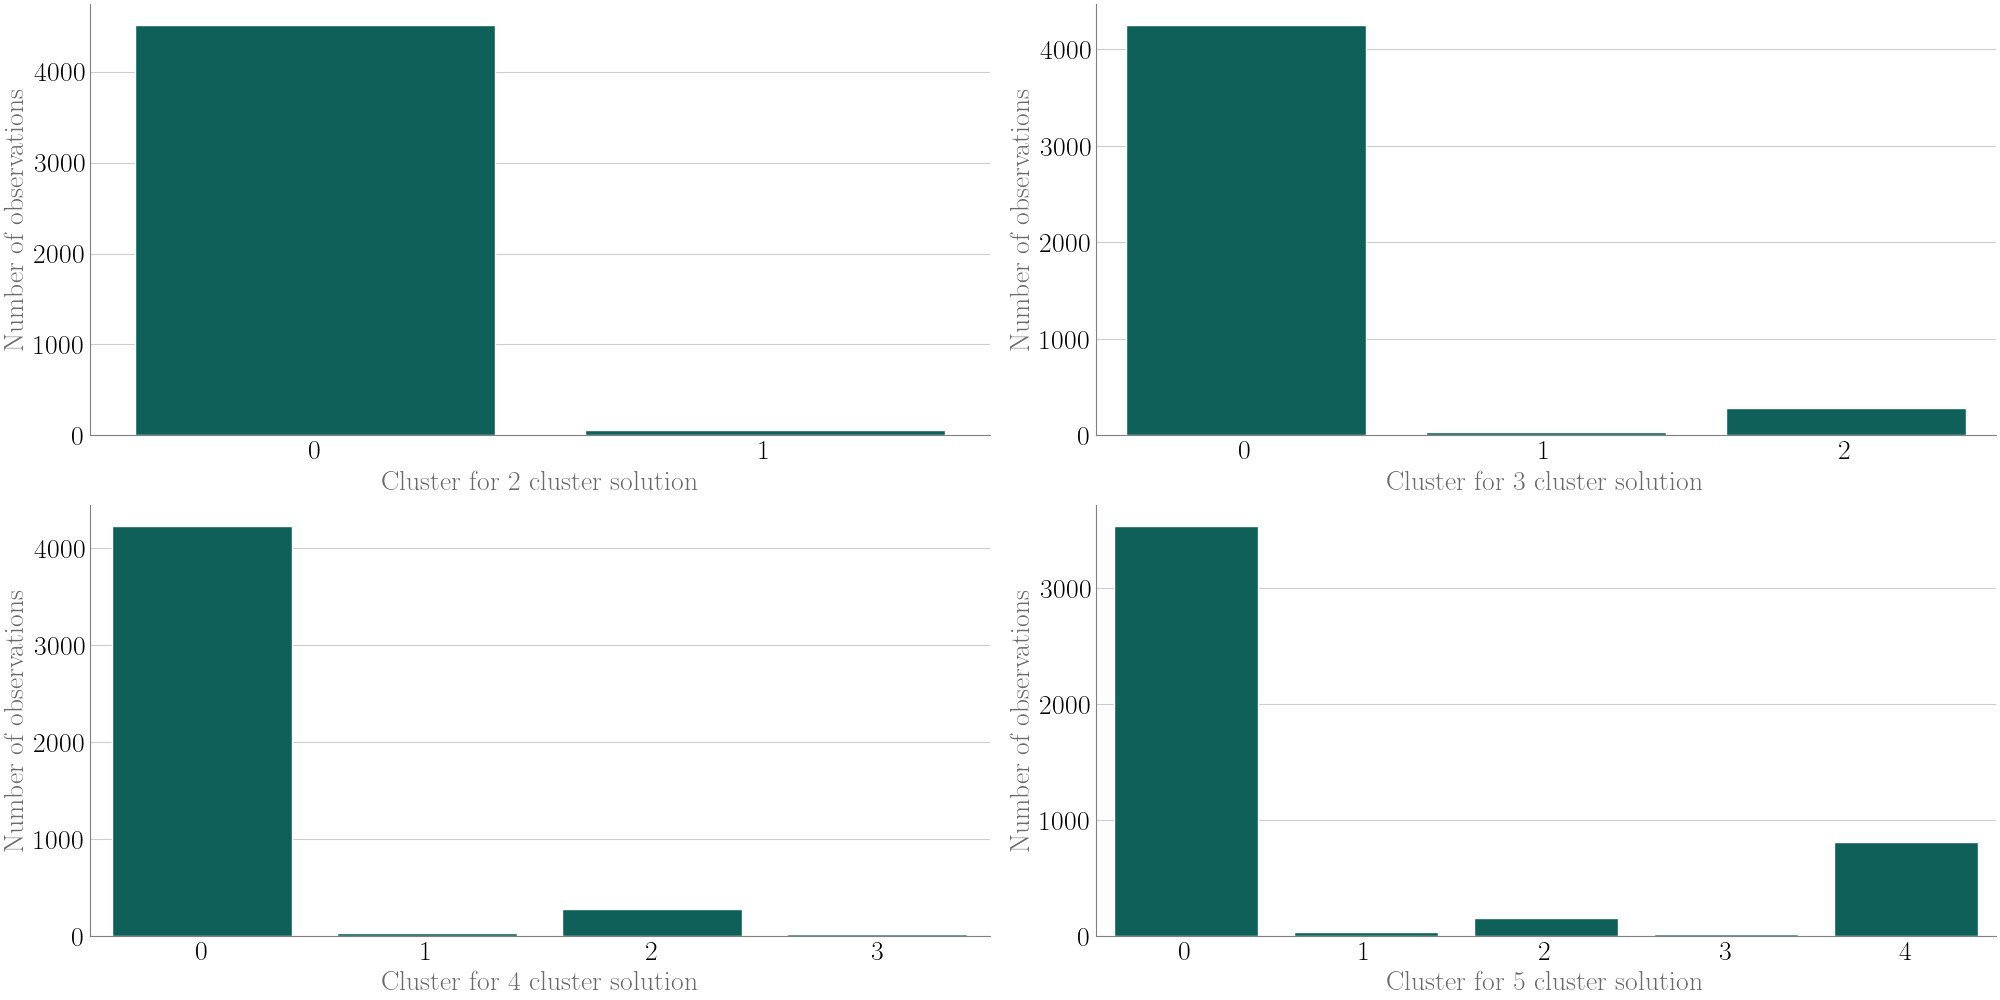 Number of observations
4000
3000
2000
1000
0
0 1
Cluster for 2 cluster solution
Number of observations
4000
3000
2000
1000
0
0 1 2
Cluster for 3 cluster solution
Number of observations
4000
3000
2000
1000
0
0 1 2 3
Cluster for 4 cluster solution
Number of observations
3000
2000
1000
0
0 1 2 3 4
Cluster for 5 cluster solution